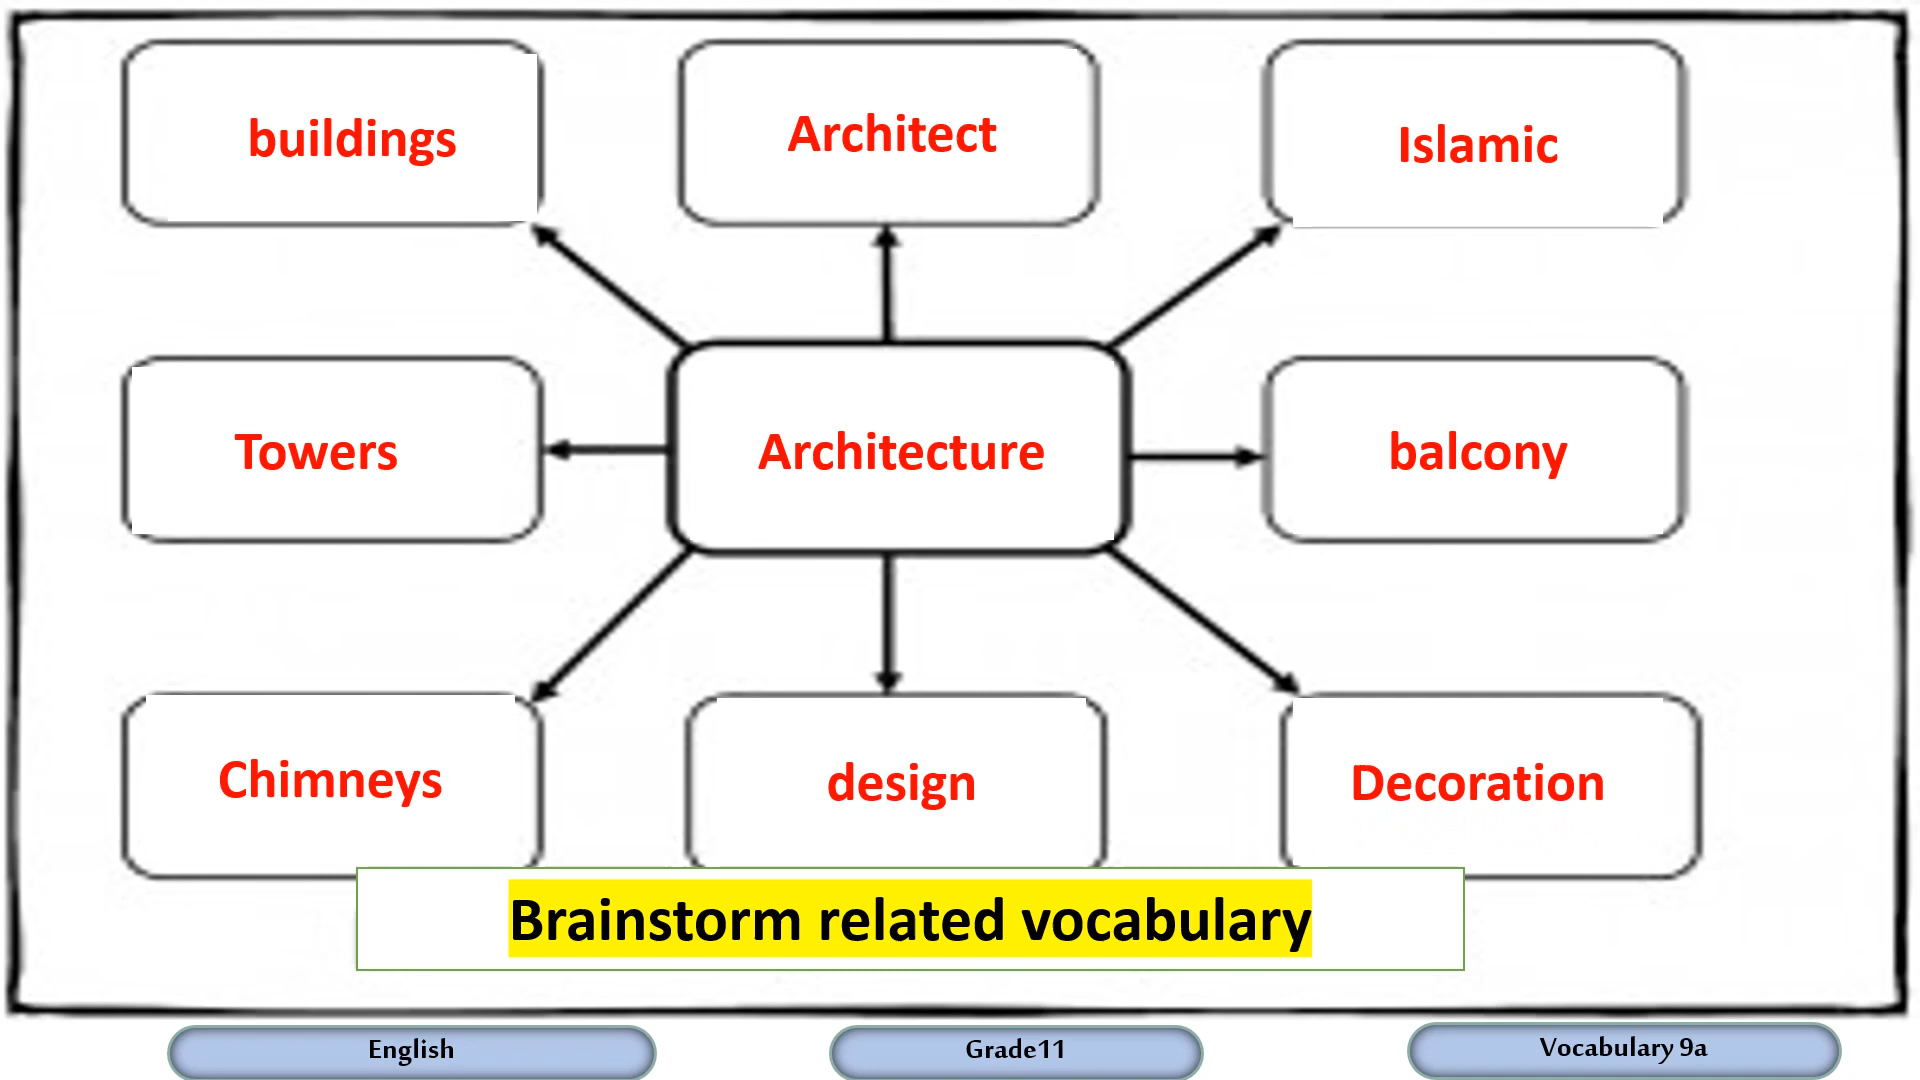 buildings
Architect
Islamic
Towers
Architecture
balcony
Chimneys
design
Decoration
Brainstorm related vocabulary
English
Grade11
Vocabulary 9a